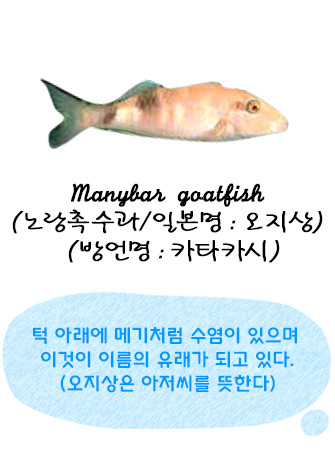 Manybar goatfish
(노랑촉수과/일본명 : 오지상)
(방언명 : 카타카시)
턱 아래에 메기처럼 수염이 있으며
이것이 이름의 유래가 되고 있다.
(오지상은 아저씨를 뜻한다)